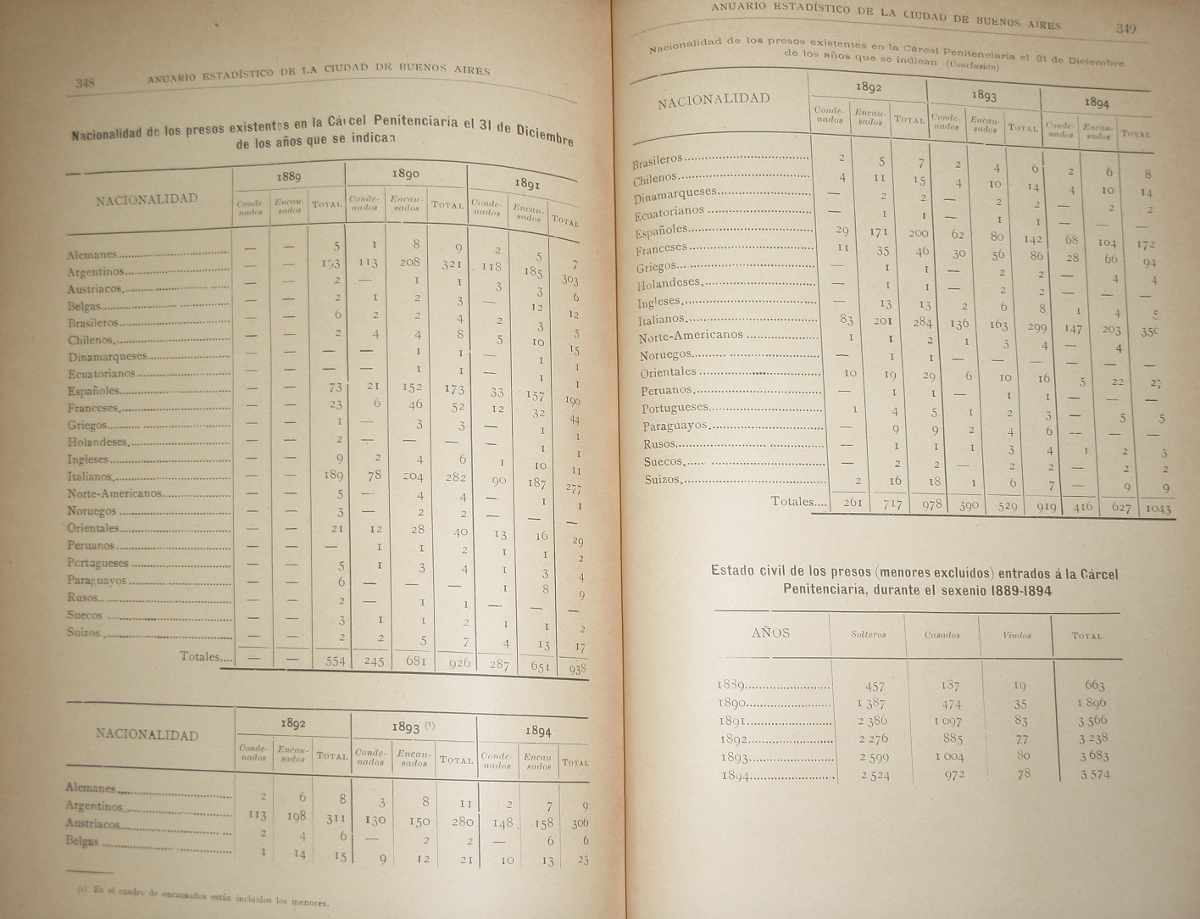 348 ANUARIO ESTADÍSTICO DE LA CIUDAD DE BUENOS AIRES
Nacionalidad de los presos existentes en la Cárcel Penitenciaria el 31 de Diciembre
de los años que se indican
NACIONALIDAD 1889 1890 1891
Conde-nados Encau-sados TOTAL Conde-nados Encau-sados TOTAL Conde-nados Encau-sados TOTAL
Alemanes — — 5 1 8 9 2 5 7
Argentinos — — 193 113 208 321 118 185 303
Austriacos — — 2 — 1 1 3 3 6
Belgas — — 2 1 2 3 — 12 12
Brasileros — — 6 2 2 4 2 3 5
Chilenos — — 2 4 4 8 5 10 15
Dinamarqueses — — — — 1 1 — 1 1
Ecuatorianos — — — — 1 1 — 1 1
Españoles — — 73 21 152 173 33 157 190
Franceses — — 23 6 46 52 12 32 44
Griegos — — 1 — 3 3 — 1 1
Holandeses — — 2 — — — — 1 1
Ingleses — — 9 2 4 6 1 10 11
Italianos — — 189 78 204 282 90 187 277
Norte-Americanos — — 5 — 4 4 — 1 1
Noruegos — — 3 — 2 2 — — —
Orientales — — 21 12 28 40 13 16 29
Peruanos — — — 1 1 2 1 1 2
Portugueses — — 5 1 3 4 1 3 4
Paraguayos — — 6 — — — 1 8 9
Rusos — — 2 — 1 1 — — —
Suecos — — 3 1 1 2 1 1 2
Suizos — — 2 2 5 7 4 13 17
Totales.... — — 554 245 681 926 287 651 938
NACIONALIDAD 1892 1893 (1) 1894
Conde-nados Encau-sados TOTAL Conde-nados Encau-sados TOTAL Conde-nados Encau-sados TOTAL
Alemanes 2 6 8 3 8 11 2 7 9
Argentinos 113 198 311 130 150 280 148 158 306
Austriacos 2 4 6 — 2 2 — 6 6
Belgas 1 14 15 9 12 21 10 13 23
(1) En el cuadro de encausados están incluidos los menores.
ANUARIO ESTADÍSTICO DE LA CIUDAD DE BUENOS AIRES 349
Nacionalidad de los presos existentes en la Cárcel Penitenciaria el 31 de Diciembre
de los años que se indican (Conclusión)
NACIONALIDAD 1892 1893 1894
Conde-nados Encau-sados TOTAL Conde-nados Encau-sados TOTAL Conde-nados Encau-sados TOTAL
Brasileros 2 5 7 2 4 6 2 6 8
Chilenos 4 11 15 4 10 14 4 10 14
Dinamarqueses — 2 2 — 2 2 — 2 2
Ecuatorianos — 1 1 — 1 1 — — —
Españoles 29 171 200 62 80 142 68 104 172
Franceses 11 35 46 30 56 86 28 66 94
Griegos — 1 1 — 2 2 — 4 4
Holandeses — 1 1 — 2 2 — — —
Ingleses — 13 13 2 6 8 1 4 5
Italianos 83 201 284 136 163 299 147 203 350
Norte-Americanos 1 1 2 1 3 4 — 4
Noruegos — 1 1 — — — — — —
Orientales 10 19 29 6 10 16 5 22 27
Peruanos — 1 1 — 1 1 — — —
Portugueses 1 4 5 1 2 3 — 5 5
Paraguayos — 9 9 2 4 6 — — —
Rusos — 1 1 1 3 4 1 2 3
Suecos — 2 2 — 2 2 — 2 2
Suizos 2 16 18 1 6 7 — 9 9
Totales.... 261 717 978 390 529 919 416 627 1043
Estado civil de los presos (menores excluidos) entrados á la Cárcel
Penitenciaria, durante el sexenio 1889-1894
AÑOS Solteros Casados Viudos TOTAL
1889 457 187 19 663
1890 1 387 474 35 1 896
1891 2 386 1 097 83 3 566
1892 2 276 885 77 3 238
1893 2 599 1 004 80 3 683
1894 2 524 972 78 3 574